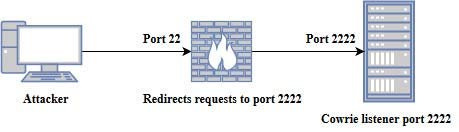 Port 22
Port 2222
Attacker
Redirects requests to port 2222
Cowrie listener port 2222